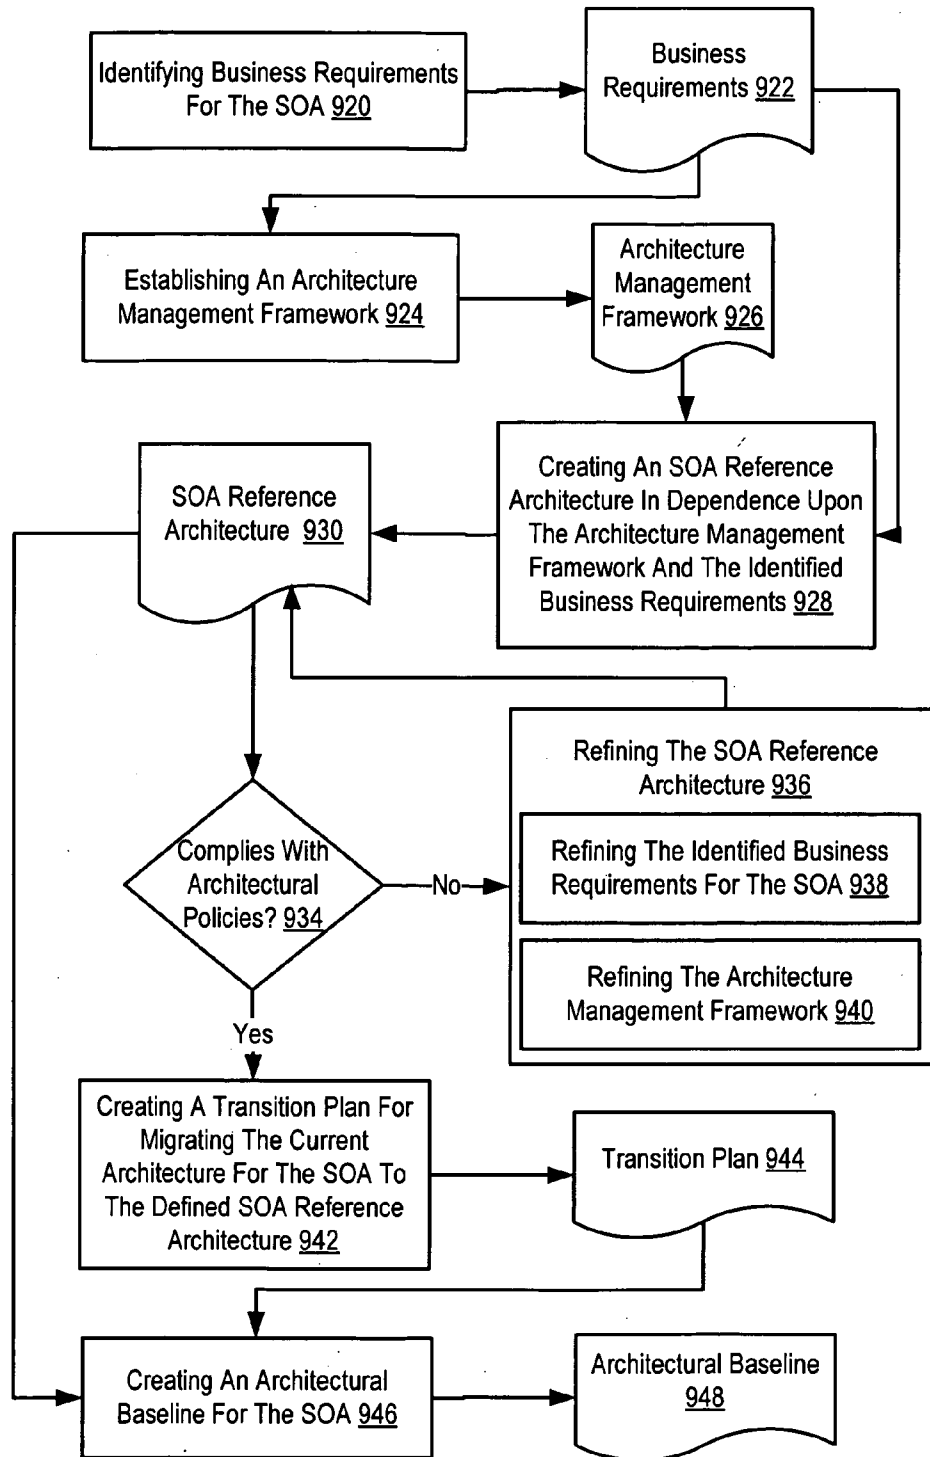 Identifying Business Requirements
For The SOA 920
Business
Requirements 922
Establishing An Architecture
Management Framework 924
Architecture
Management
Framework 926
Creating An SOA Reference
Architecture In Dependence Upon
The Architecture Management
Framework And The Identified
Business Requirements 928
SOA Reference
Architecture 930
Refining The SOA Reference
Architecture 936
Refining The Identified Business
Requirements For The SOA 938
Refining The Architecture
Management Framework 940
Complies With
Architectural
Policies? 934
No
Yes
Creating A Transition Plan For
Migrating The Current
Architecture For The SOA To
The Defined SOA Reference
Architecture 942
Transition Plan 944
Creating An Architectural
Baseline For The SOA 946
Architectural Baseline
948